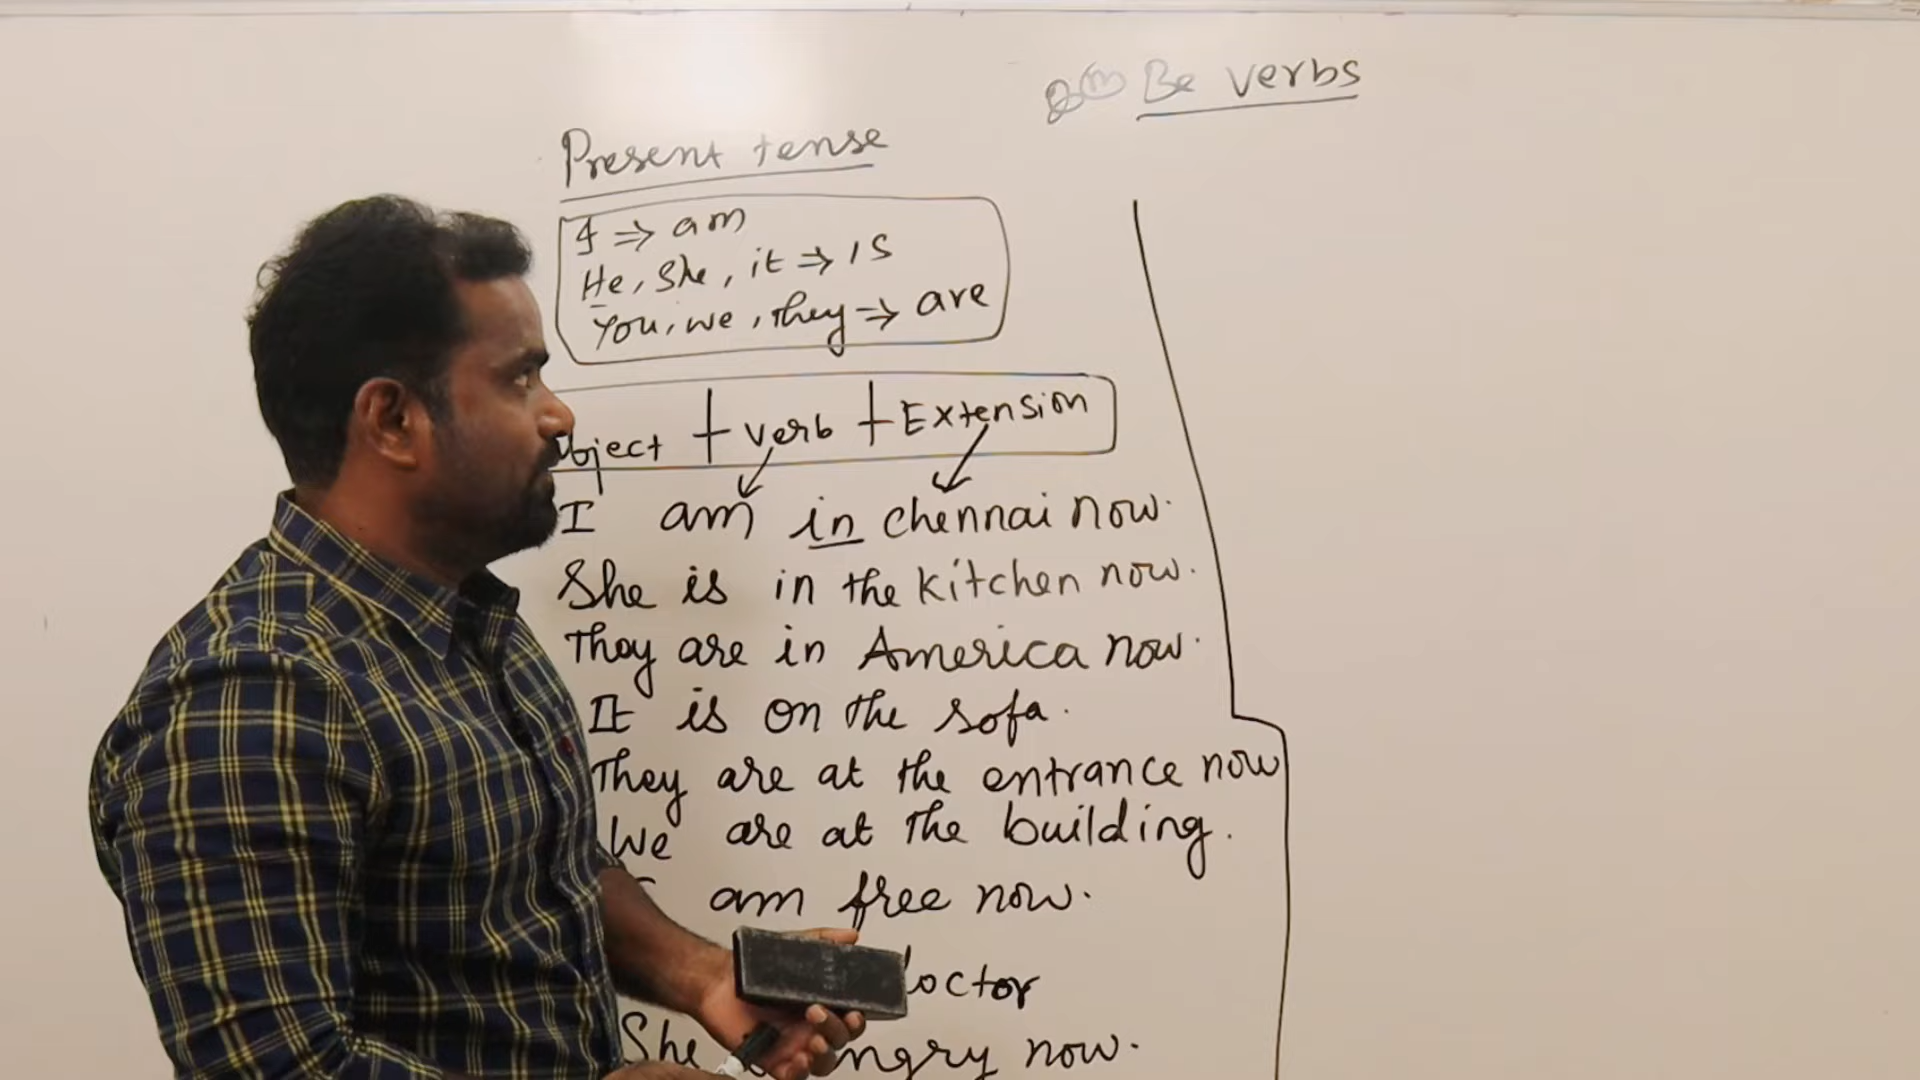 Be verbs
Present tense
I ⇒ am
He, She, it ⇒ is
You, we, they ⇒ are
bject + verb + Extension
I am in chennai now.
She is in the kitchen now.
They are in America now.
It is on the sofa.
They are at the entrance now
We are at the building.
am free now.
octor
She ngry now.